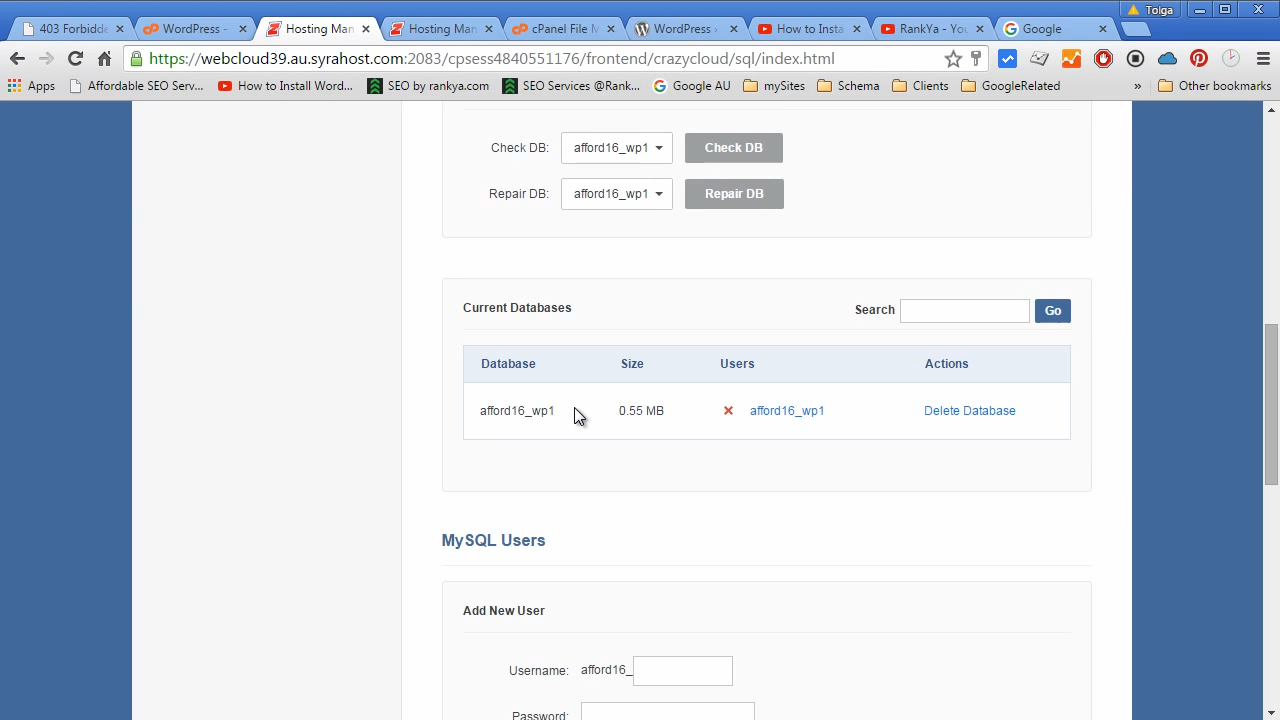 Tolga
403 Forbidde
WordPress -
Hosting Man
Hosting Man
cPanel File M
WordPress ‹
How to Insta
RankYa - You
Google
https://webcloud39.au.syrahost.com:2083/cpsess4840551176/frontend/crazycloud/sql/index.html
Apps
Affordable SEO Serv...
How to Install Word...
SEO by rankya.com
SEO Services @Rank...
Google AU
mySites
Schema
Clients
GoogleRelated
»
Other bookmarks
Check DB: afford16_wp1 Check DB
Repair DB: afford16_wp1 Repair DB
Current Databases
Search Go
Database Size Users Actions
afford16_wp1 0.55 MB afford16_wp1 Delete Database
MySQL Users
Add New User
Username: afford16_
Password: